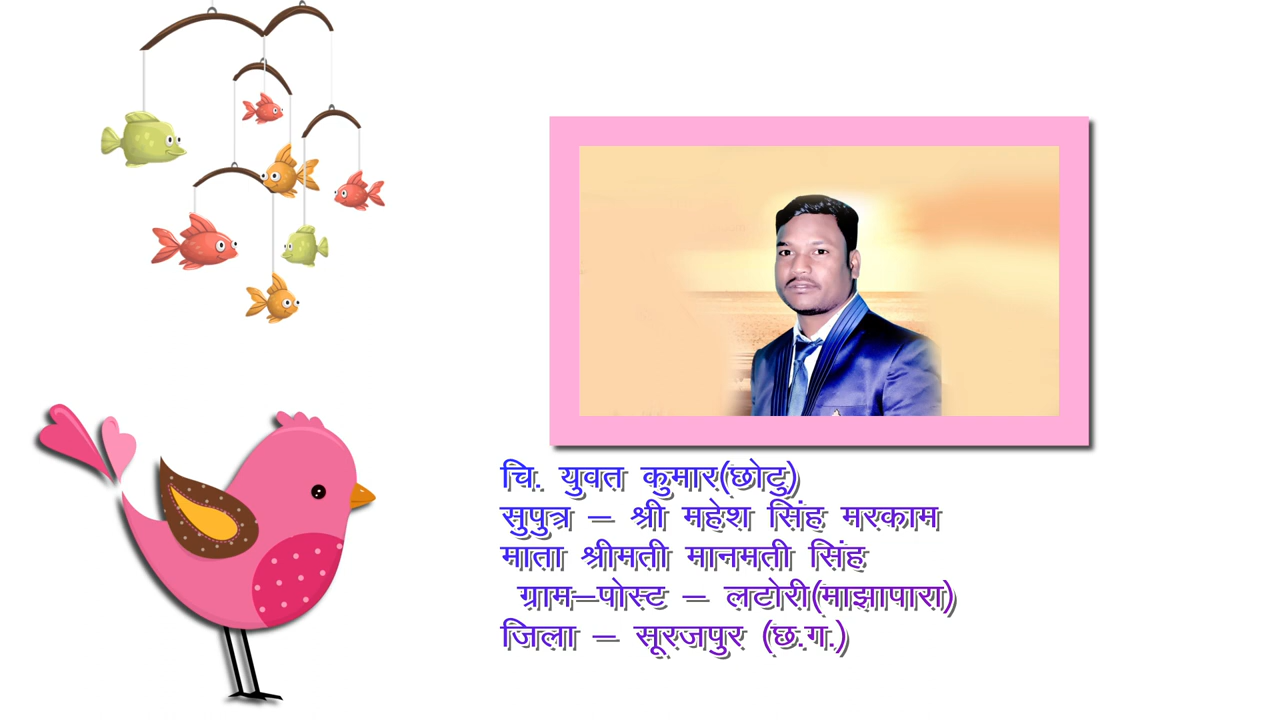 चि. युवत कुमार(छोटु)
सुपुत्र – श्री महेश सिंह मरकाम
माता श्रीमती मानमती सिंह
ग्राम–पोस्ट – लटोरी(माझापारा)
जिला – सूरजपुर (छ.ग.)